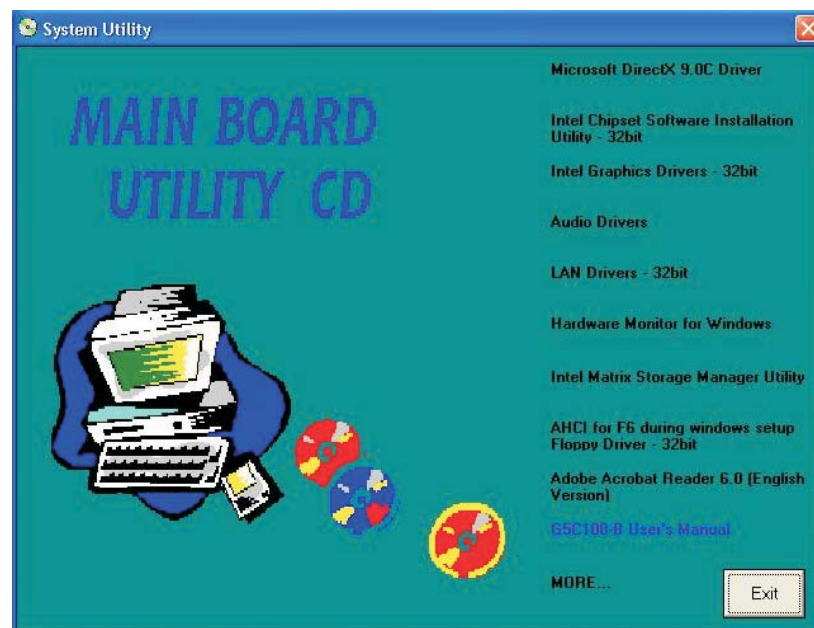 System Utility
MAIN BOARD
UTILITY CD
Microsoft DirectX 9.0C Driver
Intel Chipset Software Installation
Utility - 32bit
Intel Graphics Drivers - 32bit
Audio Drivers
LAN Drivers - 32bit
Hardware Monitor for Windows
Intel Matrix Storage Manager Utility
AHCI for F6 during windows setup
Floppy Driver - 32bit
Adobe Acrobat Reader 6.0 (English
Version)
G5C100-B User's Manual
MORE...
Exit